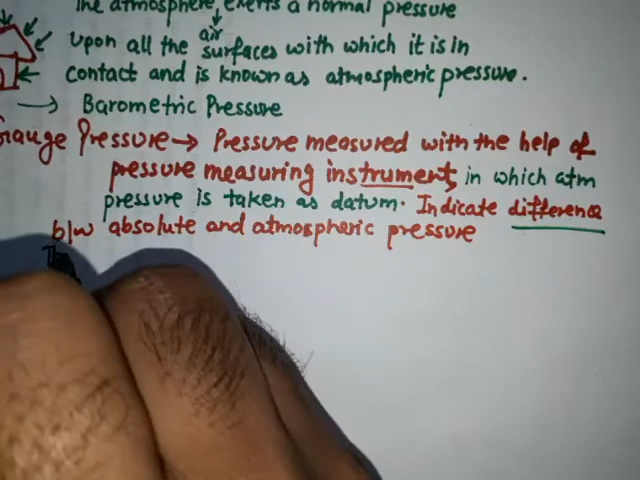 The atmosphere exerts a normal pressure
air
upon all the surfaces with which it is in
contact and is known as atmospheric pressure.
→ Barometric Pressure
Gauge Pressure → Pressure measured with the help of
pressure measuring instrument, in which atm
pressure is taken as datum. Indicate difference
b/w absolute and atmospheric pressure
The